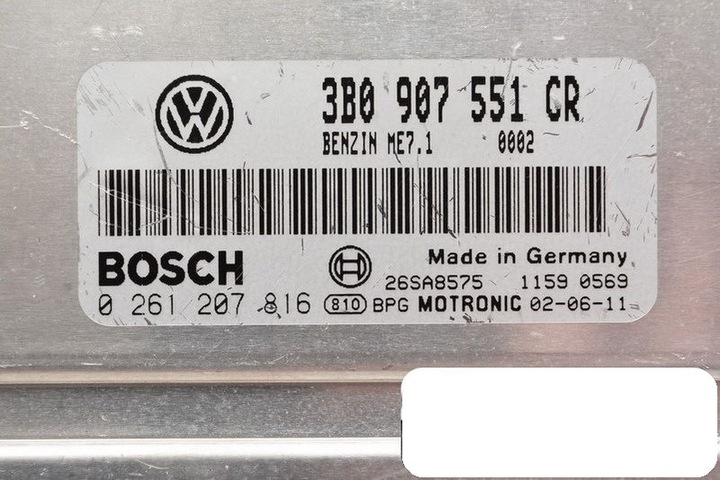 3B0 907 551 CR
BENZIN ME7.1 0002
BOSCH
Made in Germany
26SA8575 1159 0569
0 261 207 816 810 BPG MOTRONIC 02-06-11